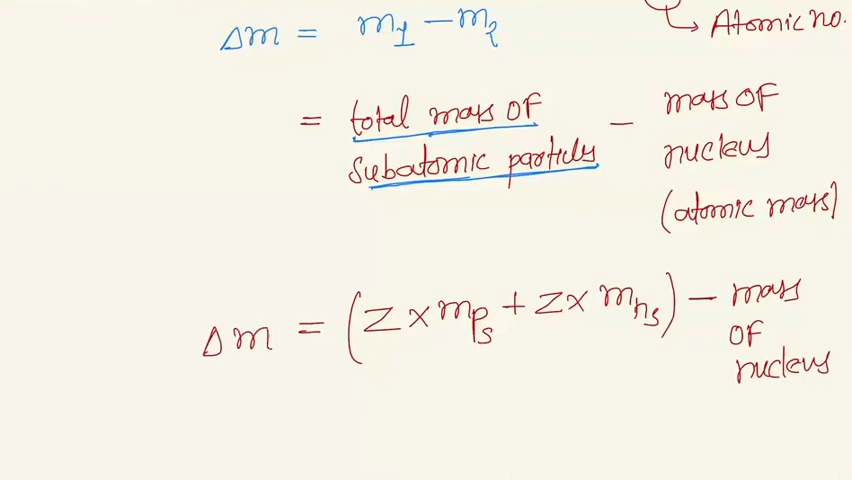 Δm = m1 - m2
Atomic no.
= total mass of
subatomic particles
- mass of
nucleus
(atomic mass)
Δm = (Z × mps + Z × mns) - mass
of
nucleus